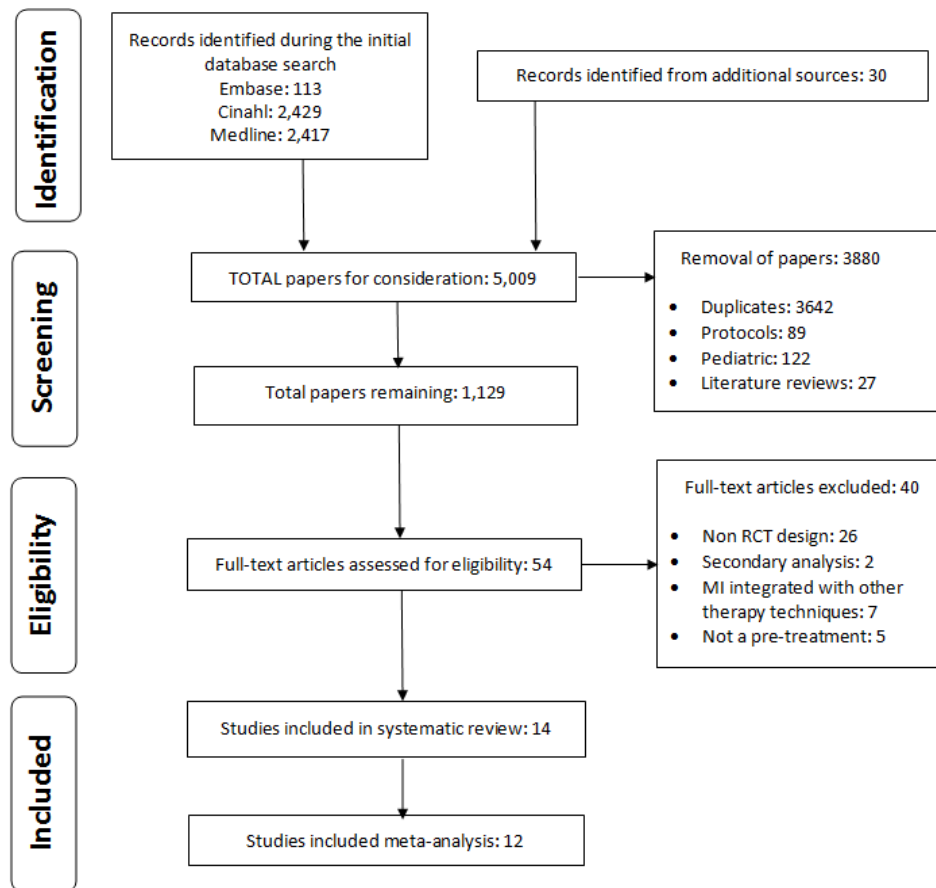 Identification
Records identified during the initial
database search
Embase: 113
Cinahl: 2,429
Medline: 2,417
Records identified from additional sources: 30
Screening
TOTAL papers for consideration: 5,009
Removal of papers: 3880
• Duplicates: 3642
• Protocols: 89
• Pediatric: 122
• Literature reviews: 27
Total papers remaining: 1,129
Eligibility
Full-text articles assessed for eligibility: 54
Full-text articles excluded: 40
• Non RCT design: 26
• Secondary analysis: 2
• MI integrated with other
therapy techniques: 7
• Not a pre-treatment: 5
Included
Studies included in systematic review: 14
Studies included meta-analysis: 12